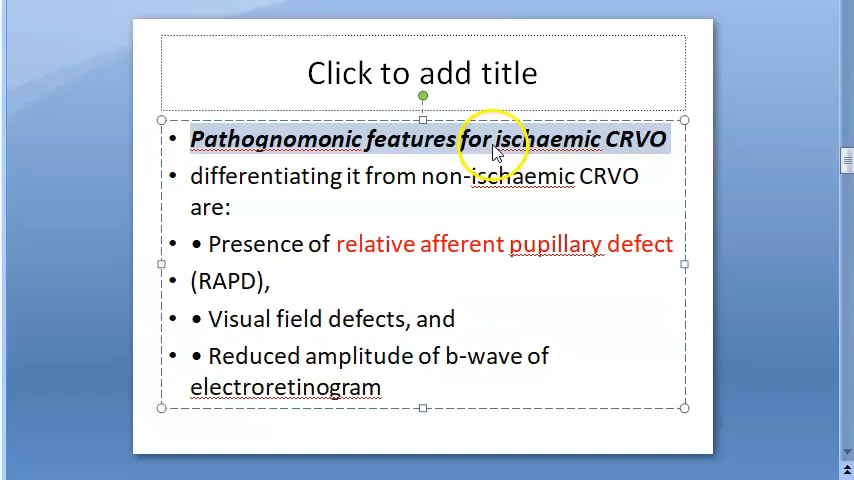 Click to add title
• Pathognomonic features for ischaemic CRVO
• differentiating it from non-ischaemic CRVO
are:
• • Presence of relative afferent pupillary defect
• (RAPD),
• • Visual field defects, and
• • Reduced amplitude of b-wave of
electroretinogram